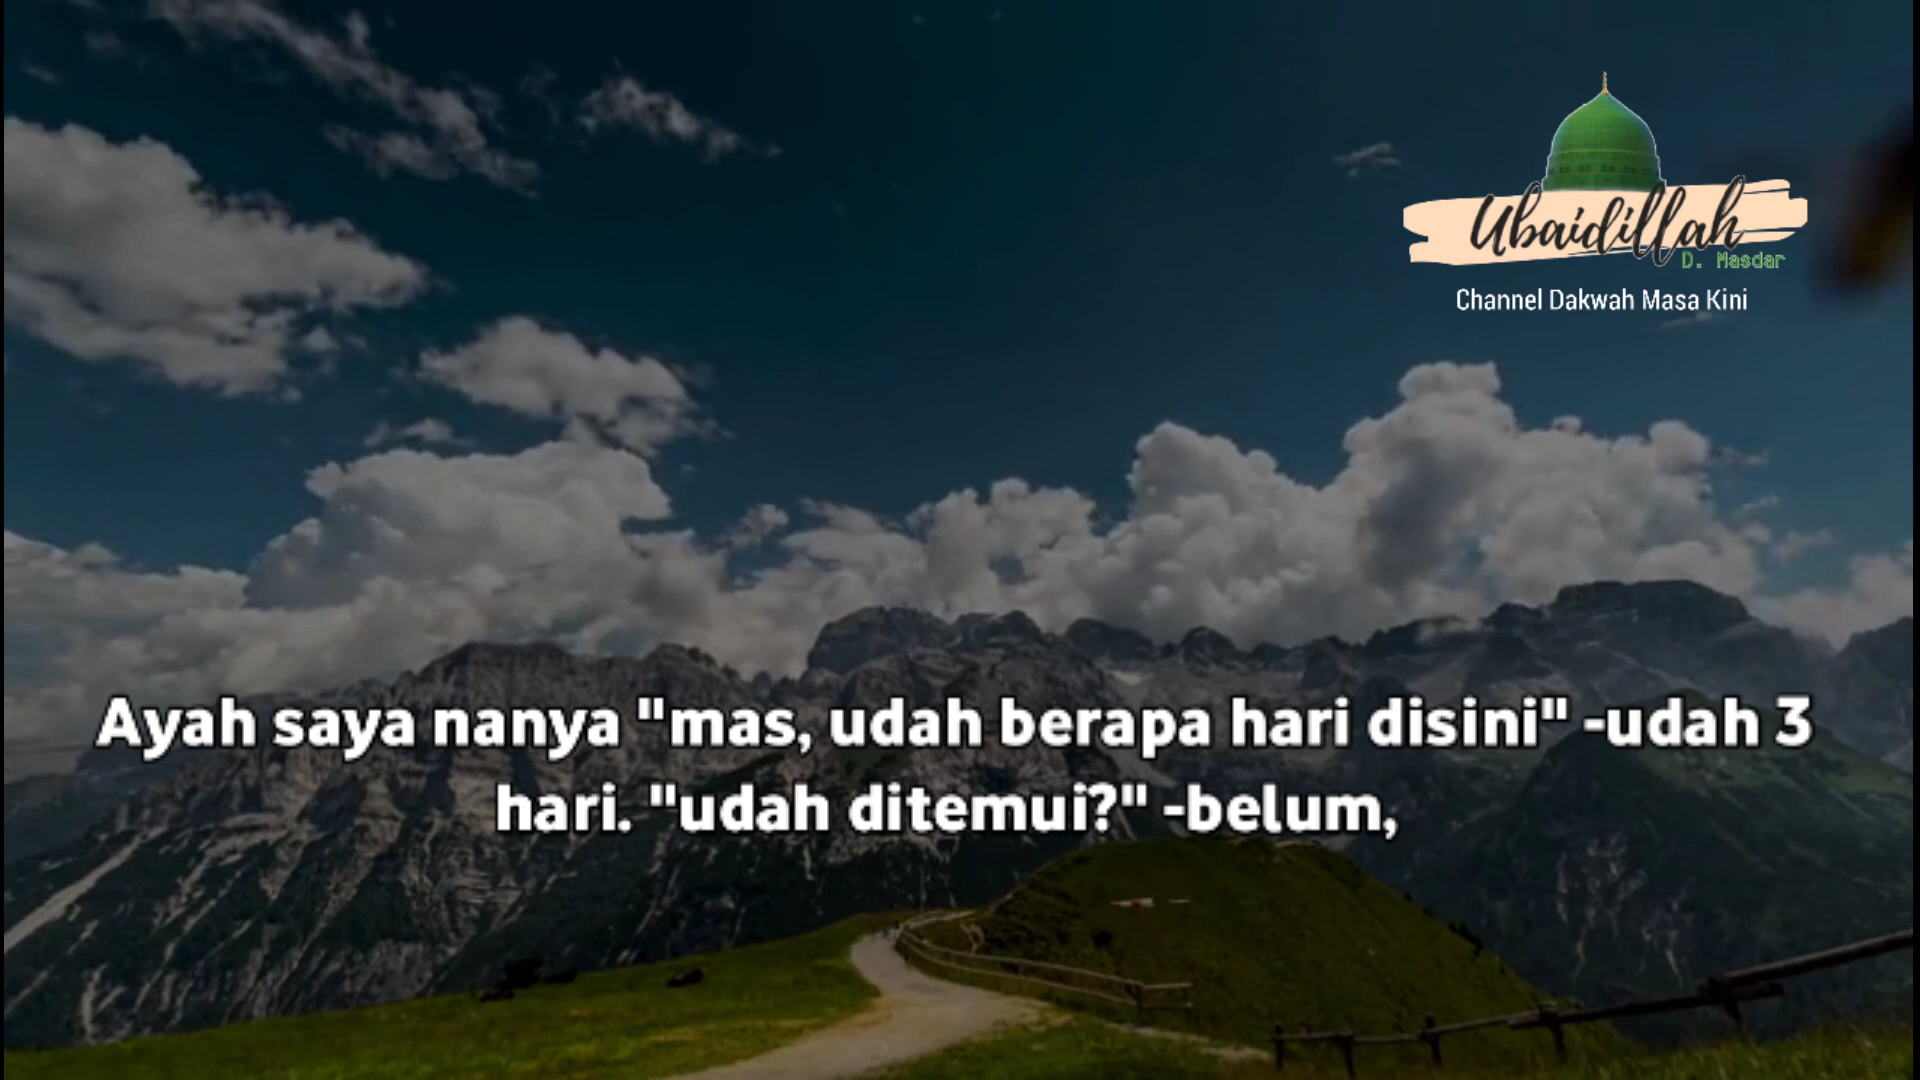 Ubaidillah
D. Masdar
Channel Dakwah Masa Kini
Ayah saya nanya "mas, udah berapa hari disini" -udah 3
hari. "udah ditemui?" -belum,